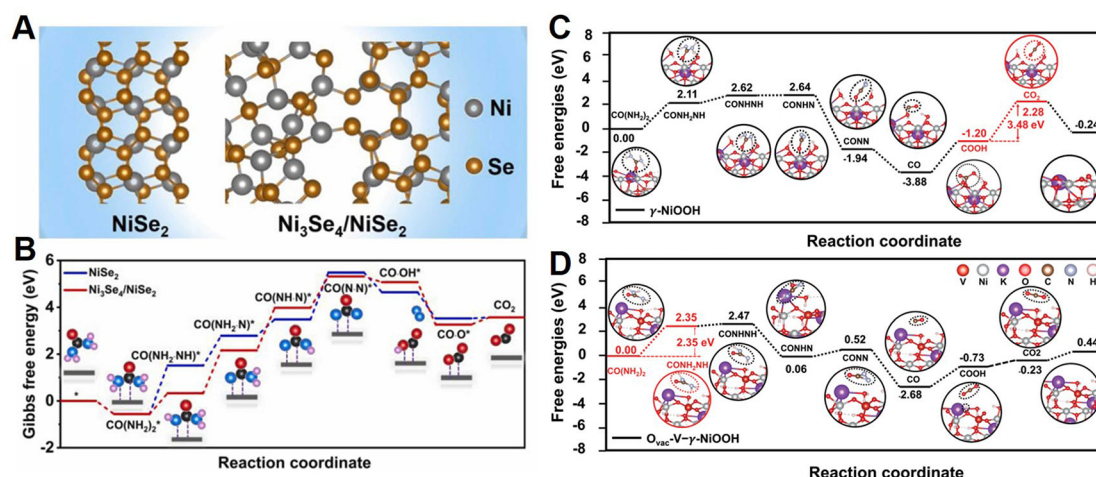 A
Ni
Se
NiSe2
Ni3Se4/NiSe2
B
Gibbs free energy (eV)
6
4
2
0
-2
NiSe2
Ni3Se4/NiSe2
*
CO(NH2)2*
CO(NH2·NH)*
CO(NH2·N)*
CO(NH·N)*
CO(N·N)*
CO·OH*
CO·O*
CO2
Reaction coordinate
C
Free energies (eV)
8
6
4
2
0
-2
-4
-6
-8
CO(NH2)2
0.00
2.11
CONH2NH
2.62
CONHNH
2.64
CONHN
CONN
-1.94
CO
-3.88
-1.20
COOH
CO2
2.28
3.48 eV
-0.24
γ-NiOOH
Reaction coordinate
D
Free energies (eV)
8
6
4
2
0
-2
-4
-6
-8
V Ni K O C N H
0.00
CO(NH2)2
2.35
2.35 eV
CONH2NH
2.47
CONHNH
CONHN
0.06
0.52
CONN
CO
-2.68
-0.73
COOH
CO2
-0.23
0.44
Ovac-V-γ-NiOOH
Reaction coordinate